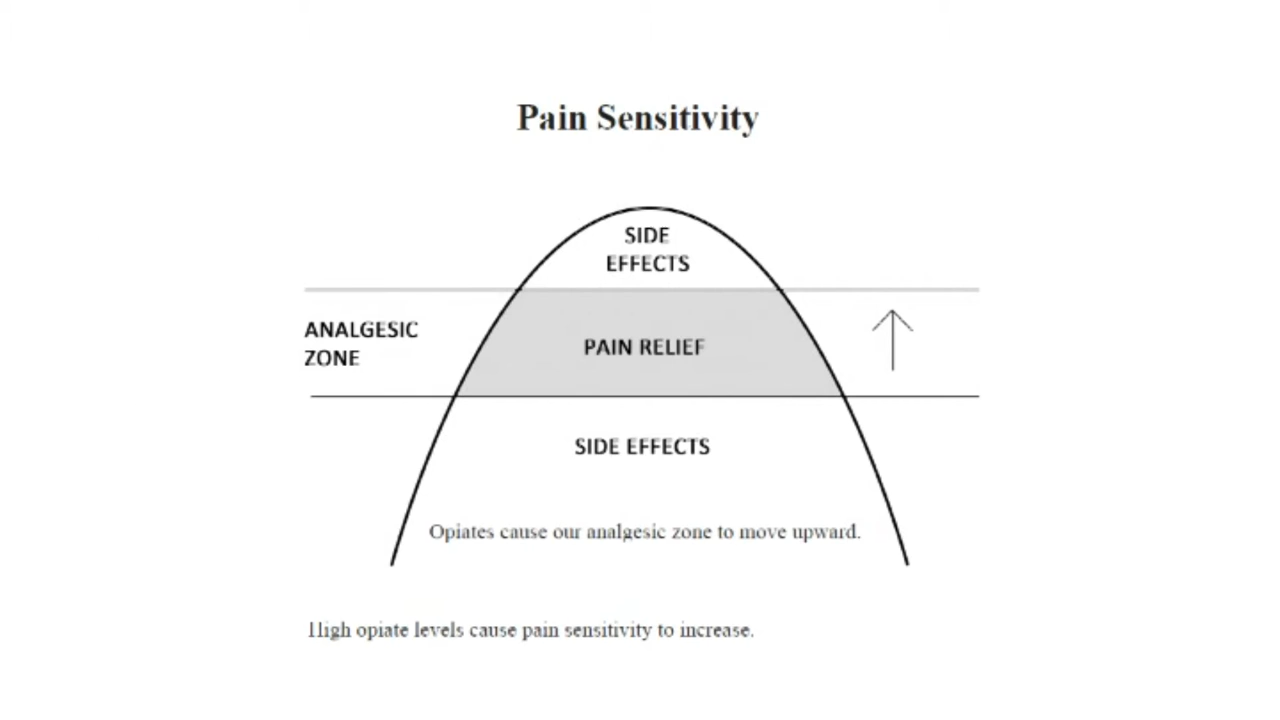 Pain Sensitivity
SIDE
EFFECTS
ANALGESIC
ZONE
PAIN RELIEF
SIDE EFFECTS
Opiates cause our analgesic zone to move upward.
High opiate levels cause pain sensitivity to increase.